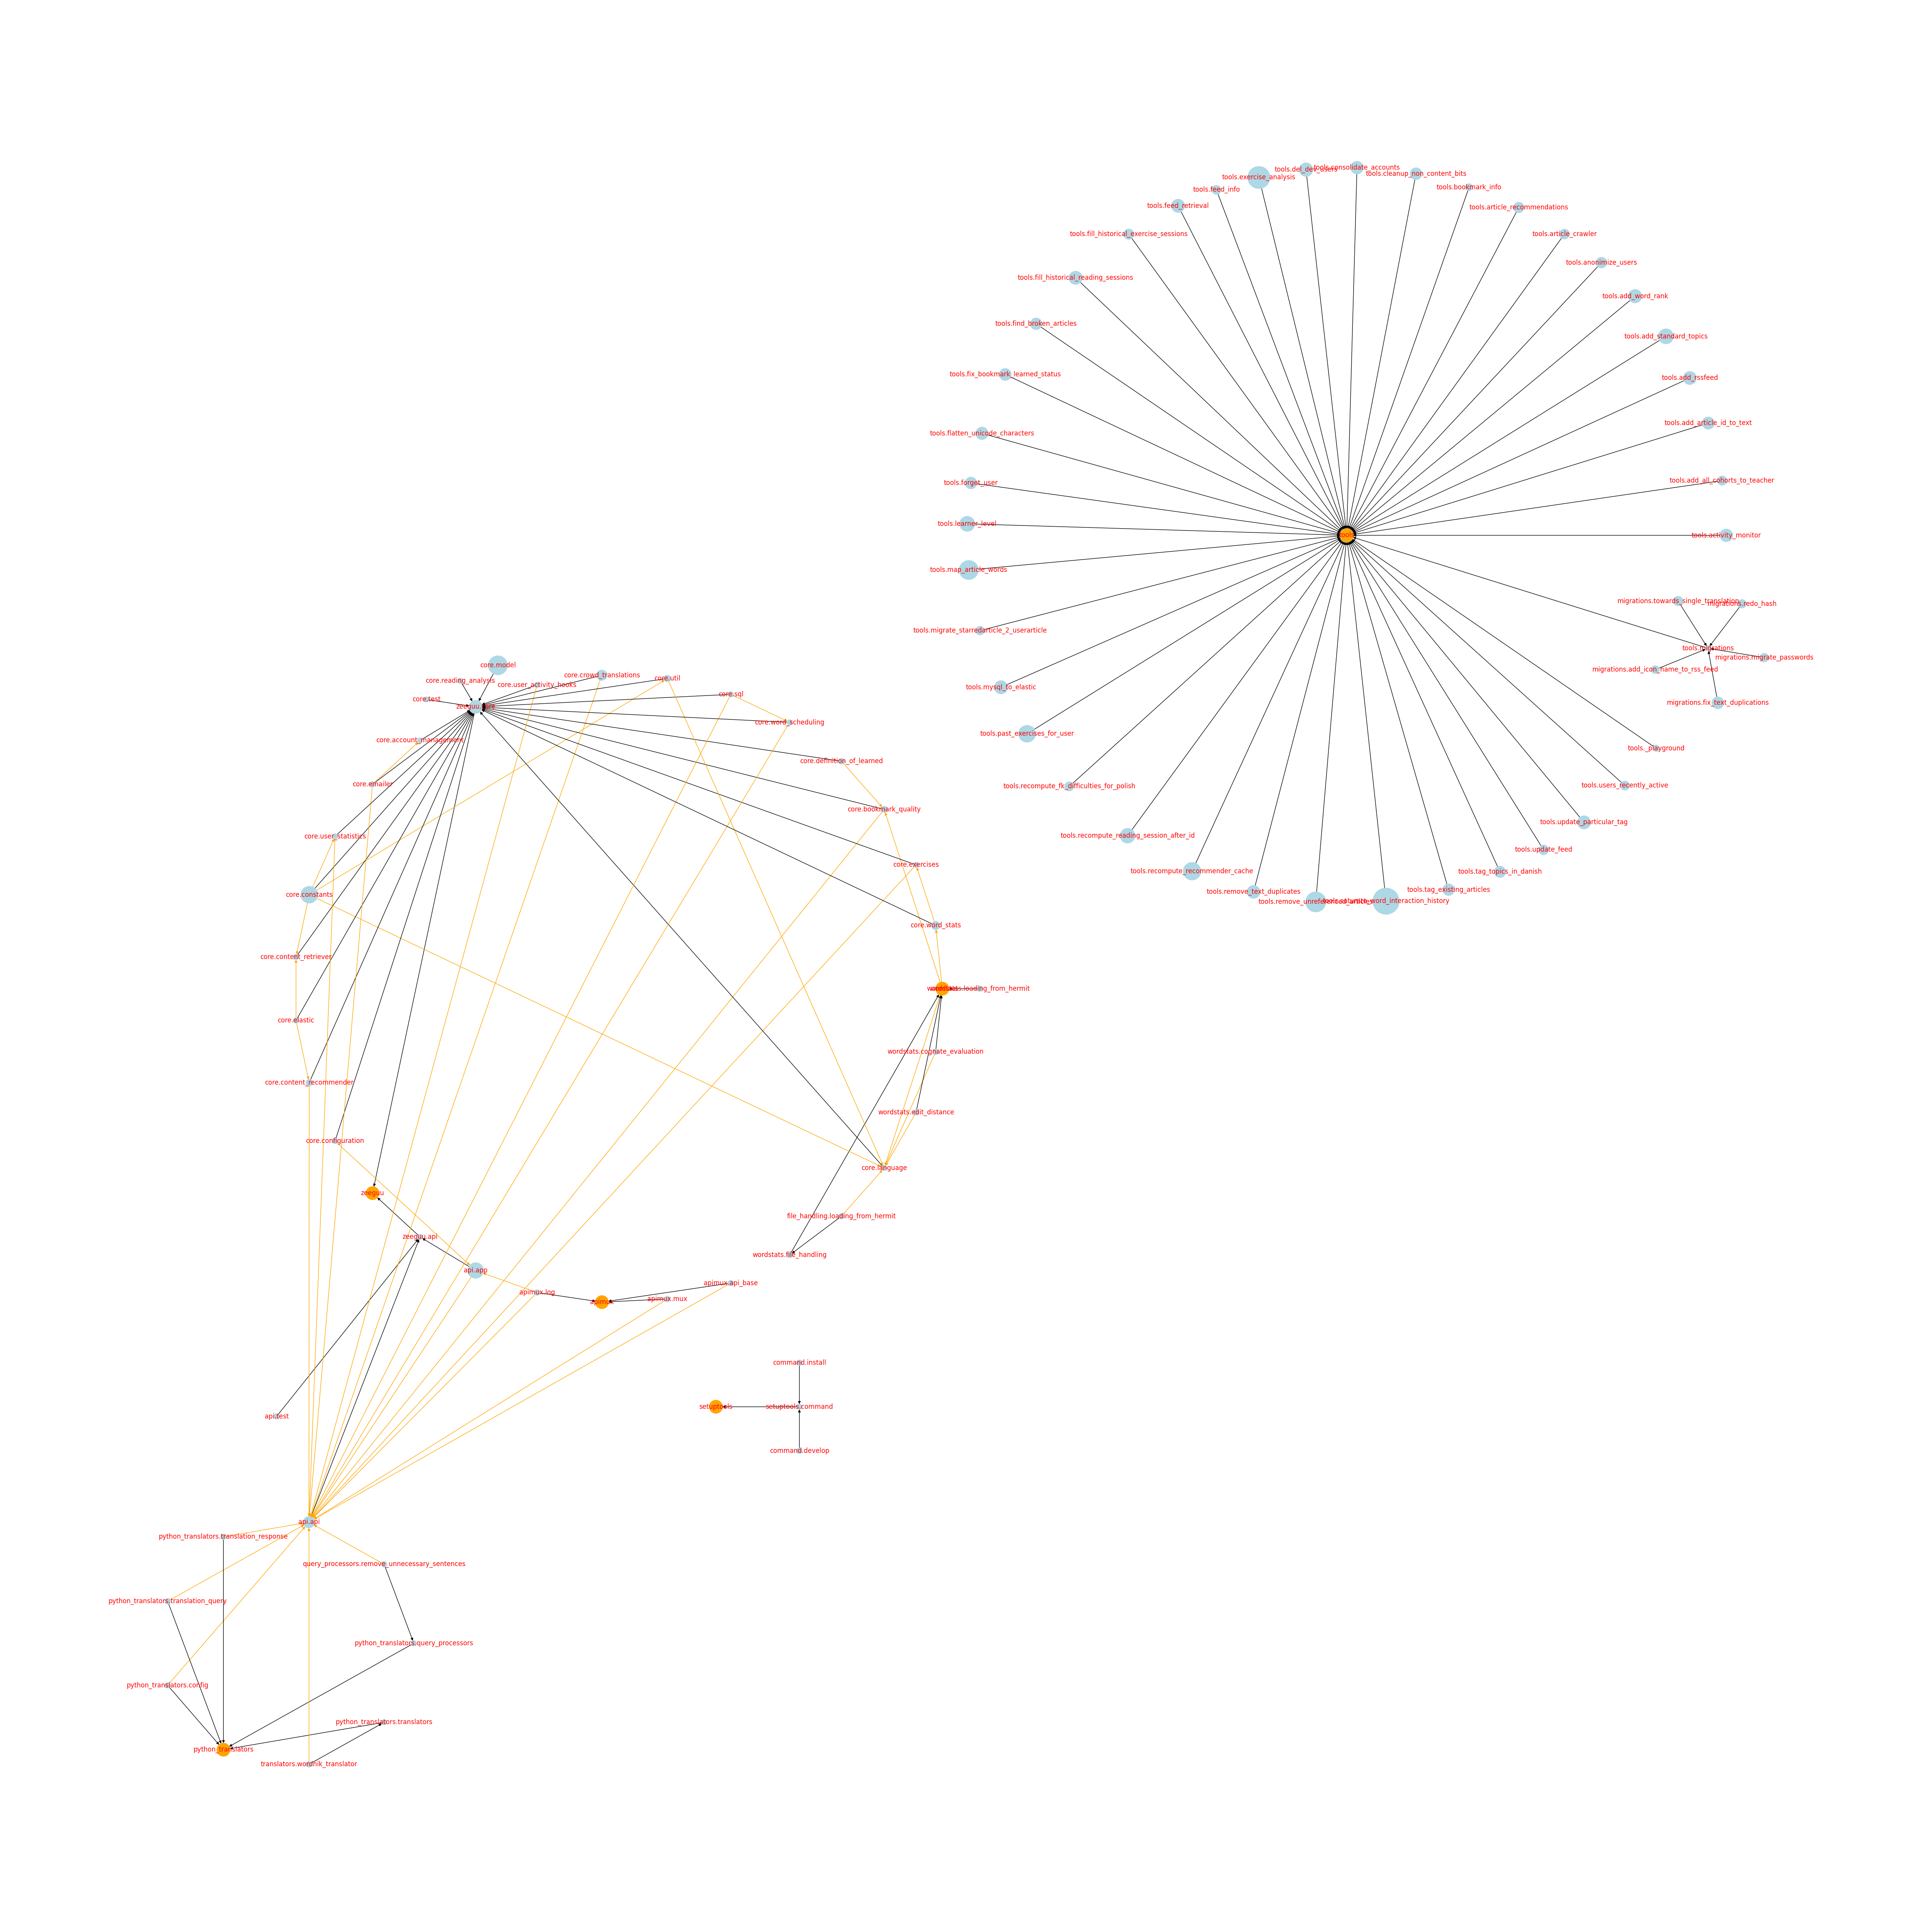 tools.consolidate_accounts
tools.del_dev_users
tools.cleanup_non_content_bits
tools.exercise_analysis
tools.bookmark_info
tools.feed_info
tools.feed_retrieval
tools.article_recommendations
tools.fill_historical_exercise_sessions
tools.article_crawler
tools.anonimize_users
tools.fill_historical_reading_sessions
tools.add_word_rank
tools.find_broken_articles
tools.add_standard_topics
tools.fix_bookmark_learned_status
tools.add_rssfeed
tools.add_article_id_to_text
tools.flatten_unicode_characters
tools.add_all_cohorts_to_teacher
tools.forget_user
tools.learner_level
tools
tools.activity_monitor
tools.map_article_words
migrations.towards_single_translation
migrations.redo_hash
tools.migrate_starredarticle_2_userarticle
tools.migrations
migrations.migrate_passwords
core.model
migrations.add_icon_name_to_rss_feed
core.crowd_translations
core.util
core.reading_analysis
core.user_activity_hooks
tools.mysql_to_elastic
core.sql
core.test
migrations.fix_text_duplications
zeeguu.core
core.word_scheduling
tools.past_exercises_for_user
core.account_management
tools._playground
core.definition_of_learned
core.emailer
tools.users_recently_active
tools.recompute_fk_difficulties_for_polish
core.bookmark_quality
tools.update_particular_tag
core.user_statistics
tools.recompute_reading_session_after_id
tools.update_feed
core.exercises
tools.recompute_recommender_cache
tools.tag_topics_in_danish
tools.tag_existing_articles
tools.remove_text_duplicates
core.constants
tools.remove_unreferenced_articles
tools.saturate_word_interaction_history
core.word_stats
core.content_retriever
wordstats
wordstats.loading_from_hermit
core.elastic
wordstats.cognate_evaluation
core.content_recommender
wordstats.edit_distance
core.configuration
core.language
zeeguu
file_handling.loading_from_hermit
zeeguu.api
wordstats.file_handling
api.app
apimux.api_base
apimux.log
apimux.mux
apimux
command.install
setuptools
setuptools.command
api.test
command.develop
api.api
python_translators.translation_response
query_processors.remove_unnecessary_sentences
python_translators.translation_query
python_translators.query_processors
python_translators.config
python_translators.translators
python_translators
translators.wordnik_translator